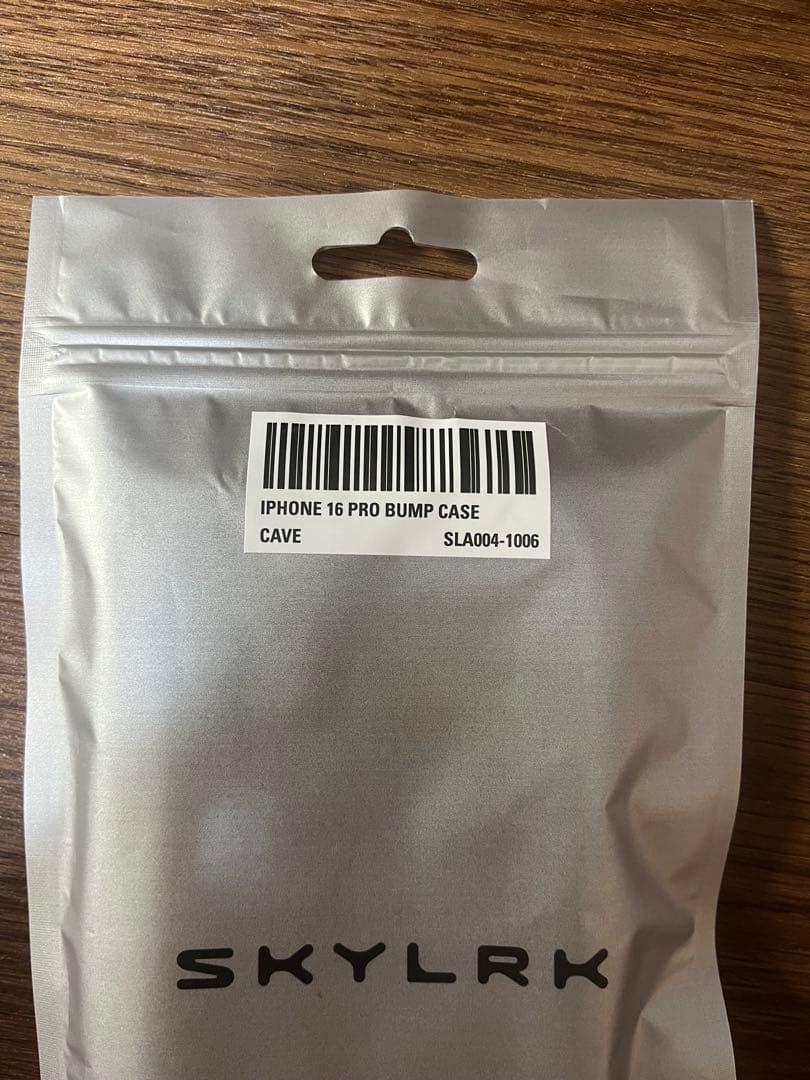 IPHONE 16 PRO BUMP CASE
CAVE SLA004-1006
SKYLRK